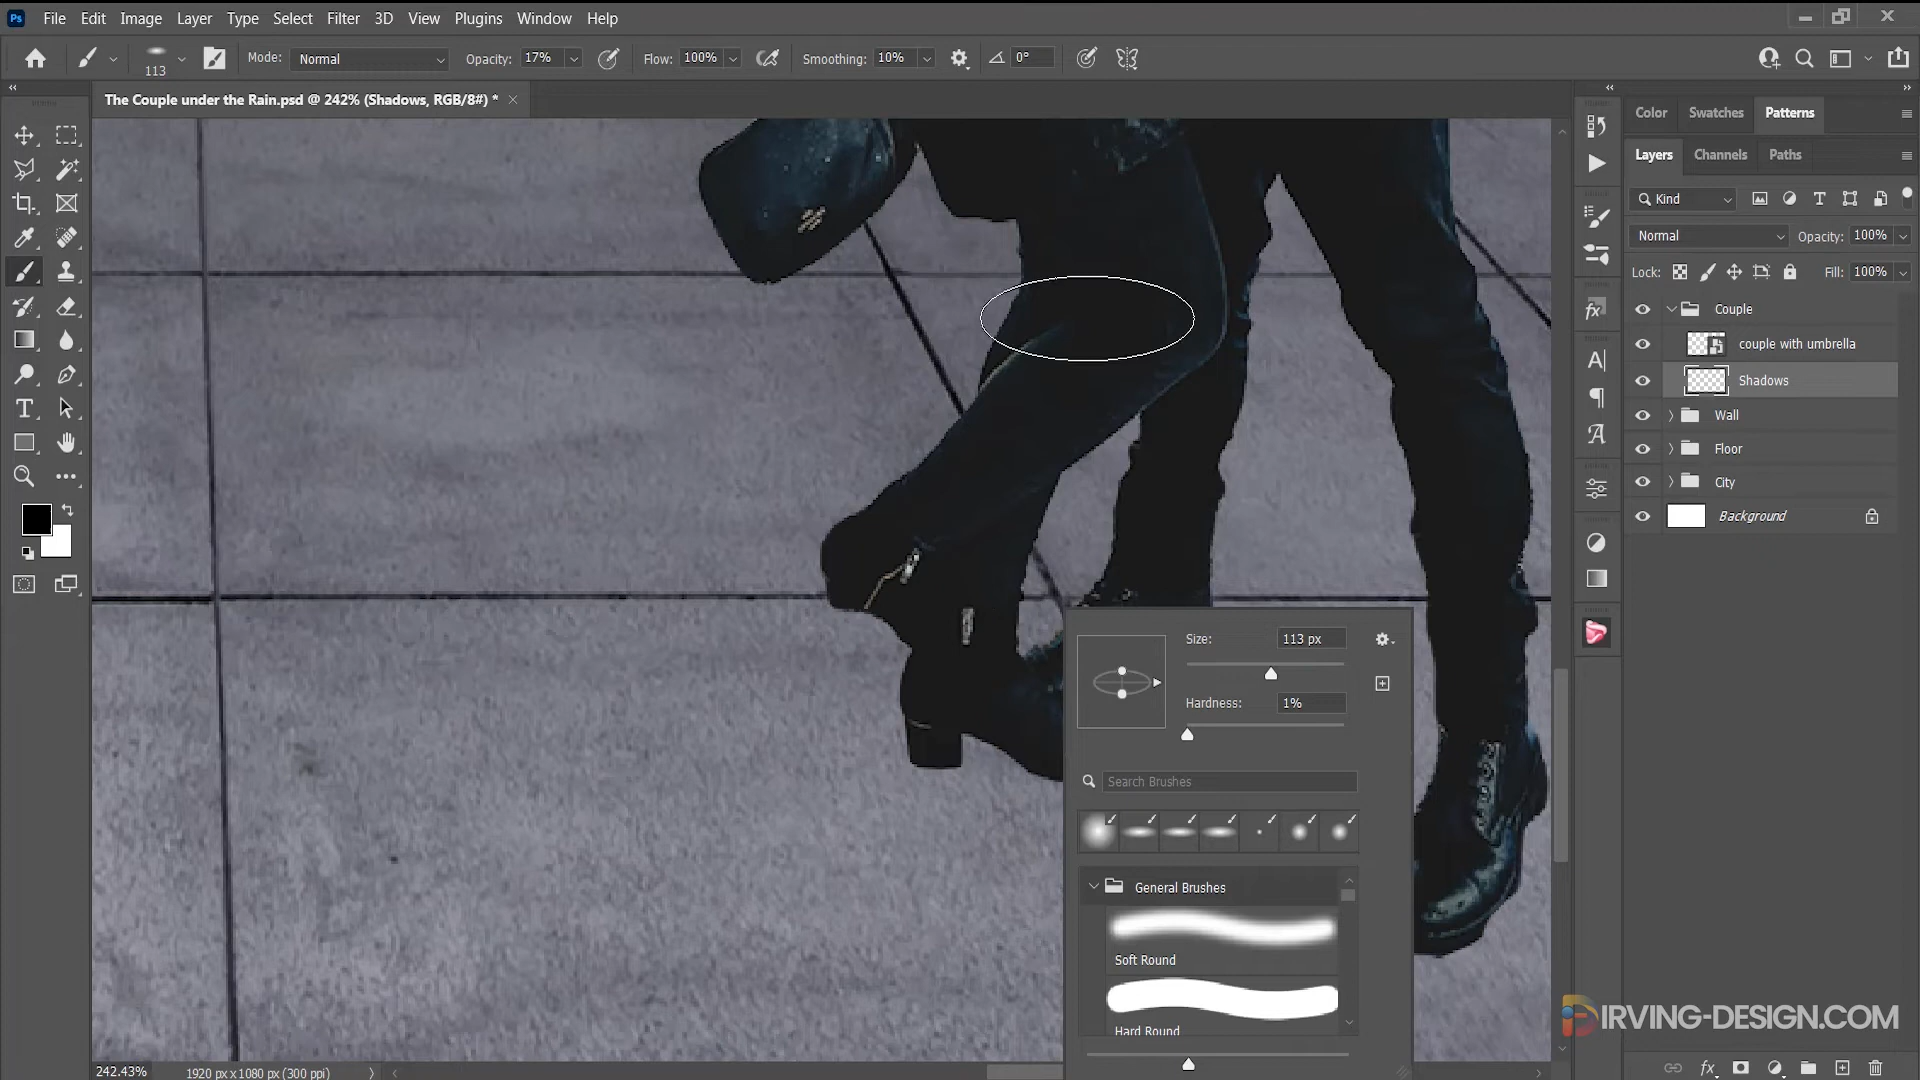 Ps File Edit Image Layer Type Select Filter 3D View Plugins Window Help
113 Mode: Normal Opacity: 17% Flow: 100% Smoothing: 10% 0°
The Couple under the Rain.psd @ 242% (Shadows, RGB/8#) *
Color Swatches Patterns
Layers Channels Paths
Kind
Normal Opacity: 100%
Lock: Fill: 100%
Couple
couple with umbrella
Shadows
Wall
Floor
City
Background
Size: 113 px
Hardness: 1%
Search Brushes
General Brushes
Soft Round
Hard Round
IRVING-DESIGN.COM
242.43% 1920 px x 1080 px (300 ppi)